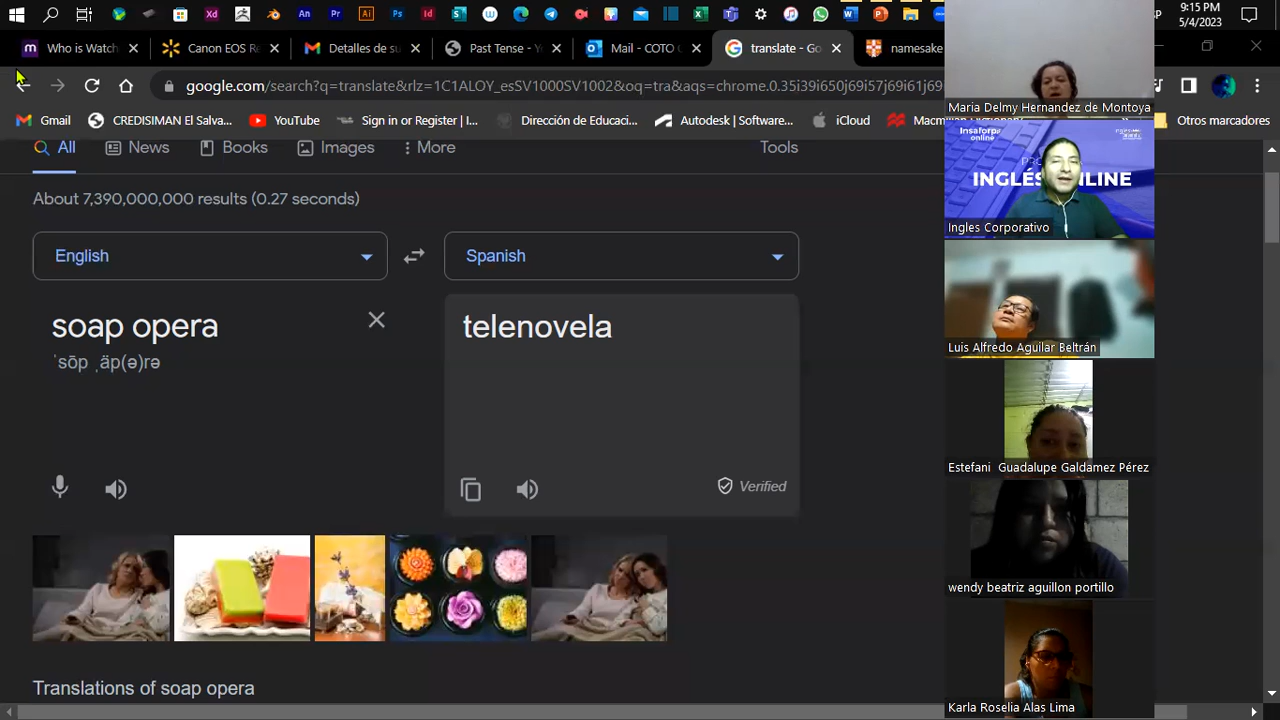 9:15 PM
5/4/2023
Who is Watch
Canon EOS R
Detalles de su
Past Tense - Y
Mail - COTO C
translate - Go
namesake
google.com/search?q=translate&rlz=1C1ALOY_esSV1000SV1002&oq=tra&aqs=chrome.0.35i39i650j69i57j69i61j69
Gmail
CREDISIMAN El Salva...
YouTube
Sign in or Register | I...
Dirección de Educaci...
Autodesk | Software...
iCloud
Otros marcadores
All
News
Books
Images
More
Tools
About 7,390,000,000 results (0.27 seconds)
English
Spanish
soap opera
ˈsōp ˌäp(ə)rə
telenovela
Verified
Translations of soap opera
Maria Delmy Hernandez de Montoya
Insaforp
online
INGLÉS ONLINE
Ingles Corporativo
Luis Alfredo Aguilar Beltrán
Estefani Guadalupe Galdamez Pérez
wendy beatriz aguillon portillo
Karla Roselia Alas Lima